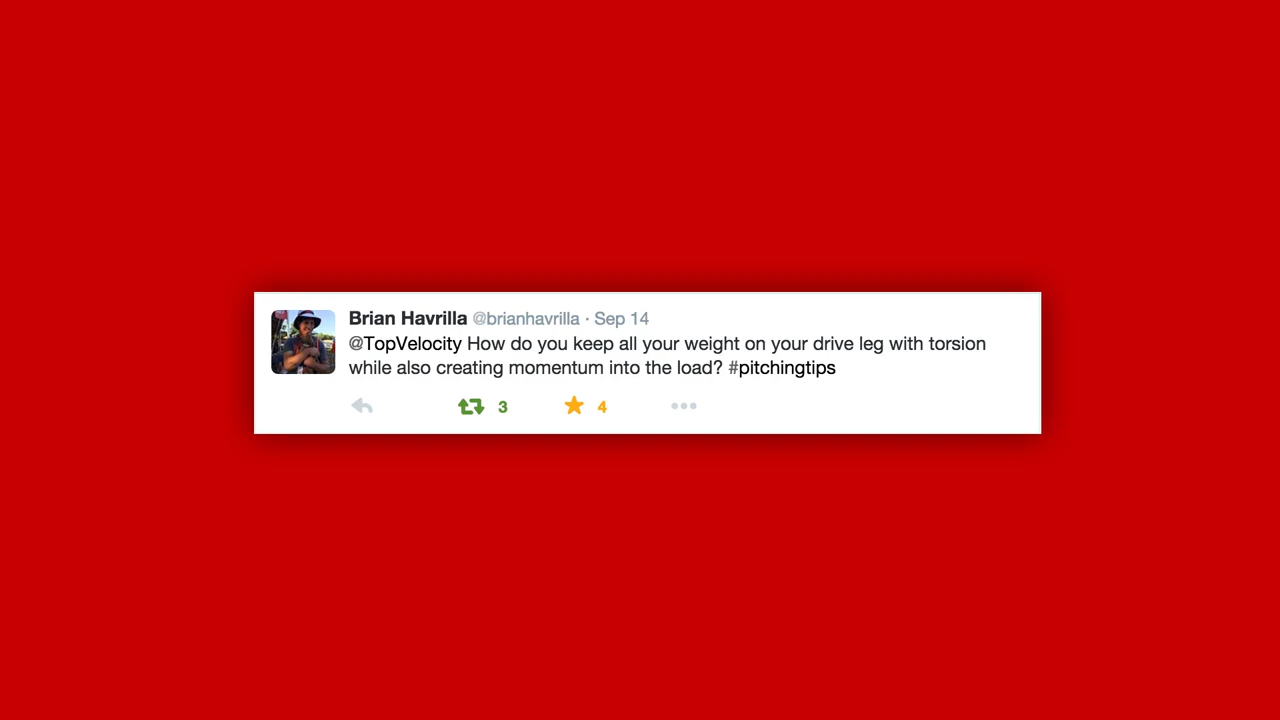 Brian Havrilla @brianhavrilla · Sep 14
@TopVelocity How do you keep all your weight on your drive leg with torsion
while also creating momentum into the load? #pitchingtips
3 4